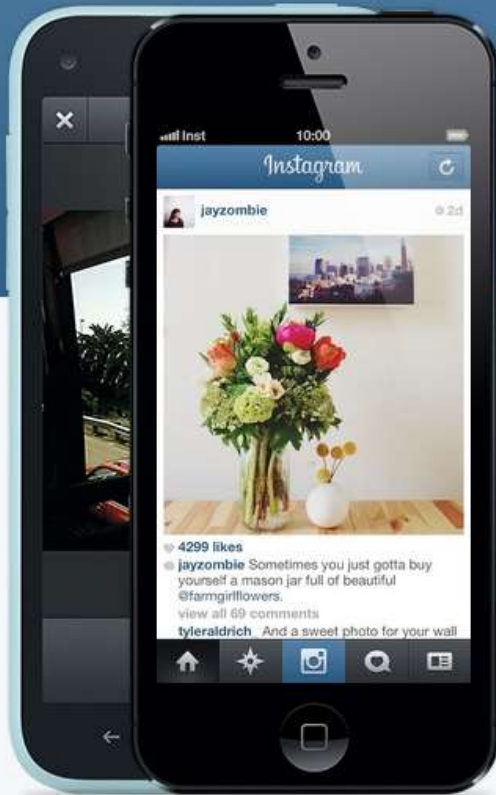 Inst
10:00
Instagram
jayzombie
2d
4299 likes
jayzombie Sometimes you just gotta buy
yourself a mason jar full of beautiful
@farmgirlflowers.
view all 69 comments
tyleraldrich And a sweet photo for your wall